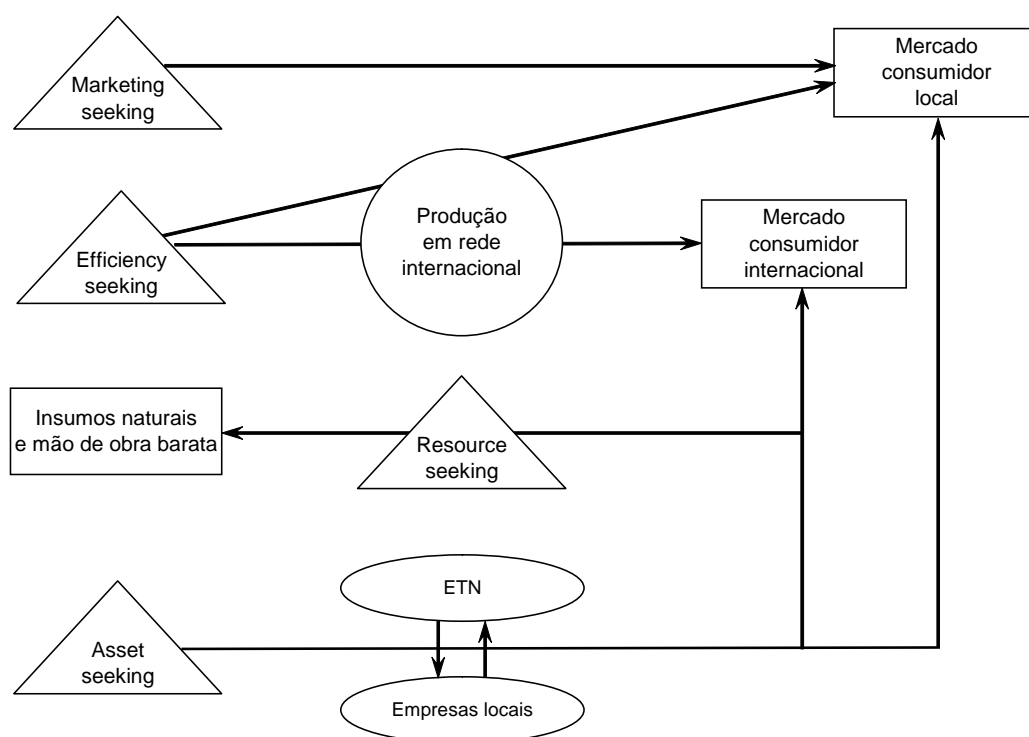 Marketing
seeking
Mercado
consumidor
local
Efficiency
seeking
Produção
em rede
internacional
Mercado
consumidor
internacional
Insumos naturais
e mão de obra barata
Resource
seeking
ETN
Asset
seeking
Empresas locais